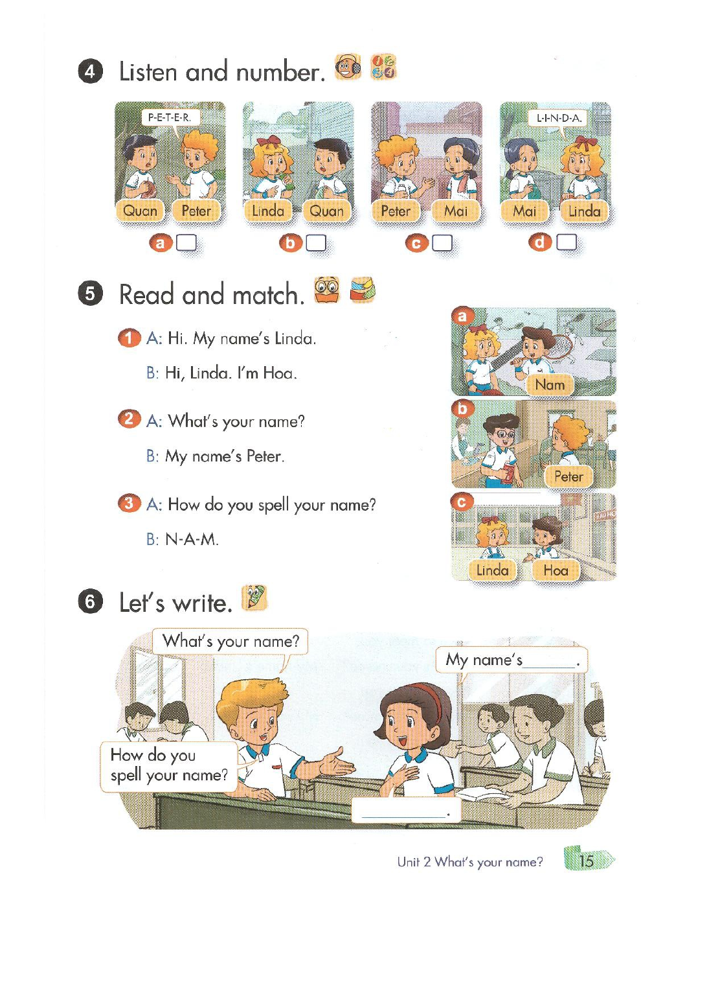 4 Listen and number.
P-E-T-E-R.
L-I-N-D-A.
Quan Peter Linda Quan Peter Mai Mai Linda
a b c d
5 Read and match.
1 A: Hi. My name's Linda.
B: Hi, Linda. I'm Hoa.
2 A: What's your name?
B: My name's Peter.
3 A: How do you spell your name?
B: N-A-M.
a
Nam
b
Peter
c
Linda Hoa
6 Let's write.
What's your name?
My name's______.
How do you
spell your name?
__________.
Unit 2 What's your name? 15